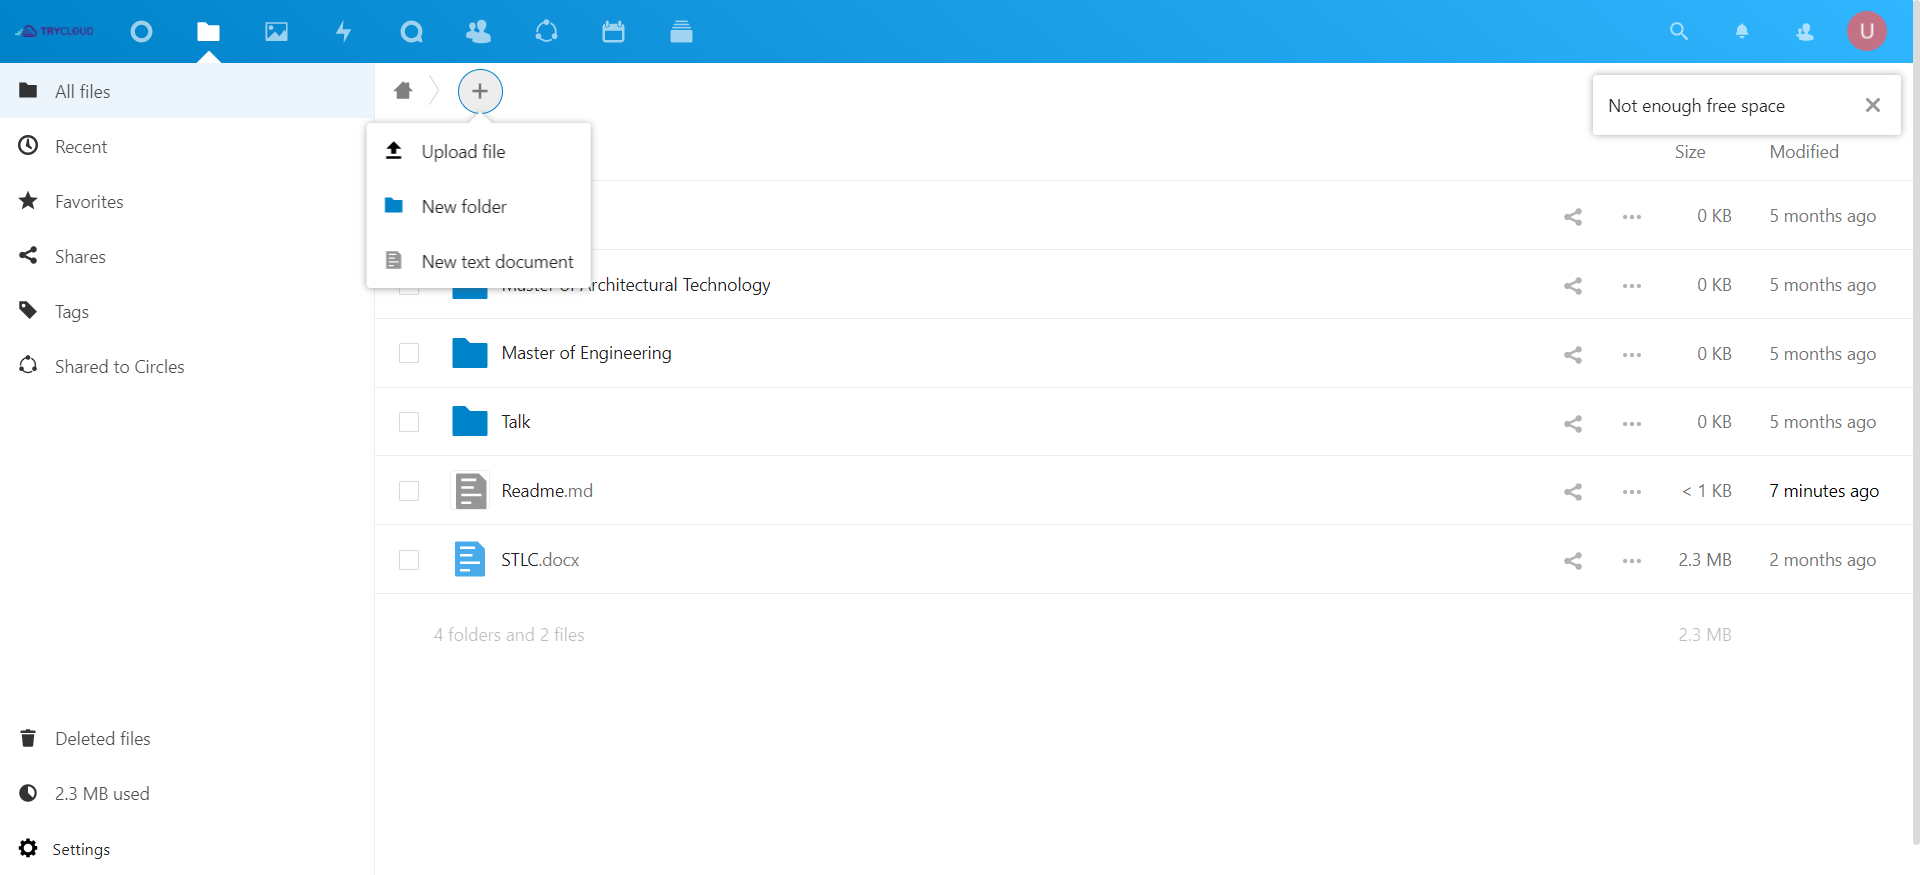 TRYCLOUD
U
All files
Recent
Favorites
Shares
Tags
Shared to Circles
Deleted files
2.3 MB used
Settings
Upload file
New folder
New text document
Not enough free space
Size Modified
0 KB 5 months ago
Master of Architectural Technology 0 KB 5 months ago
Master of Engineering 0 KB 5 months ago
Talk 0 KB 5 months ago
Readme.md < 1 KB 7 minutes ago
STLC.docx 2.3 MB 2 months ago
4 folders and 2 files 2.3 MB